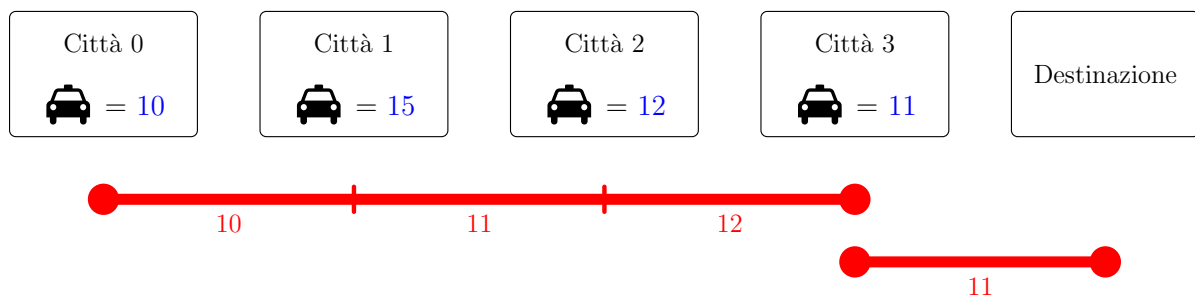 Città 0
= 10
Città 1
= 15
Città 2
= 12
Città 3
= 11
Destinazione
10 11 12
11